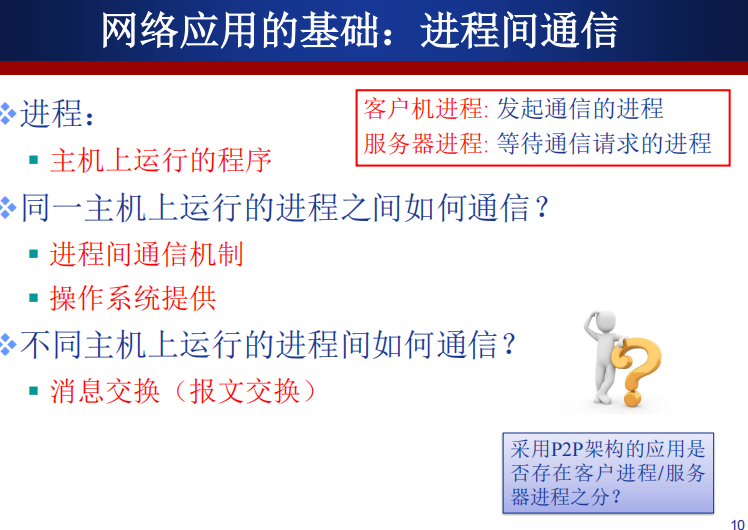 网络应用的基础：进程间通信
进程：
客户机进程: 发起通信的进程
服务器进程: 等待通信请求的进程
主机上运行的程序
同一主机上运行的进程之间如何通信？
进程间通信机制
操作系统提供
不同主机上运行的进程间如何通信？
消息交换（报文交换）
采用P2P架构的应用是
否存在客户进程/服务
器进程之分？
10